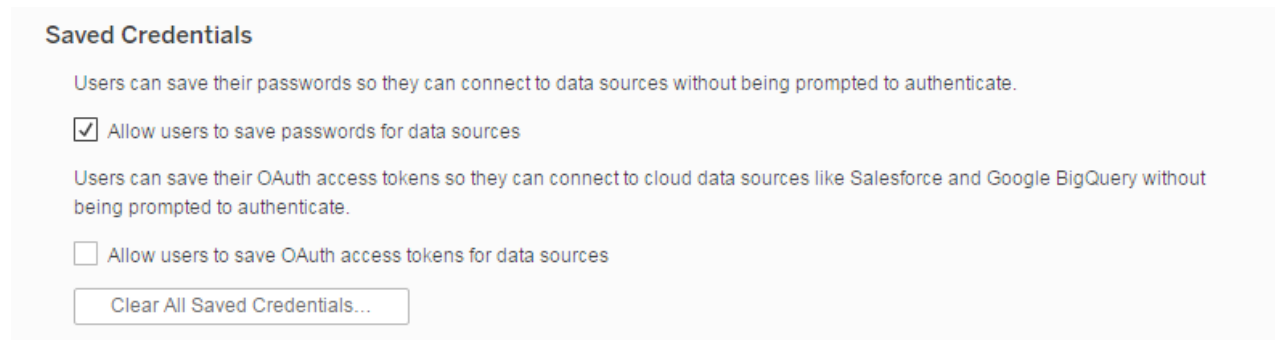 Saved Credentials
Users can save their passwords so they can connect to data sources without being prompted to authenticate.
Allow users to save passwords for data sources
Users can save their OAuth access tokens so they can connect to cloud data sources like Salesforce and Google BigQuery without
being prompted to authenticate.
Allow users to save OAuth access tokens for data sources
Clear All Saved Credentials...